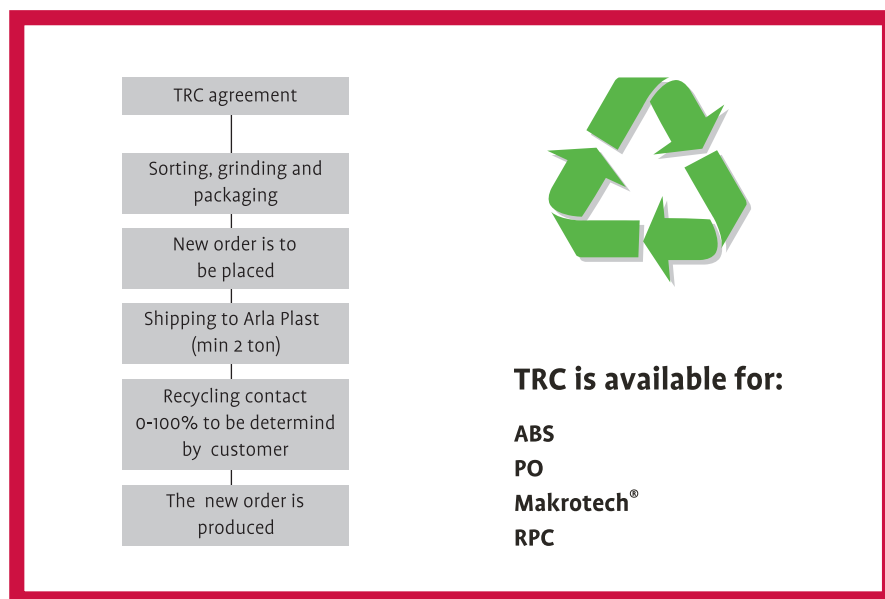 TRC agreement
Sorting, grinding and
packaging
New order is to
be placed
Shipping to Arla Plast
(min 2 ton)
Recycling contact
0-100% to be determind
by customer
The new order is
produced
TRC is available for:
ABS
PO
Makrotech®
RPC